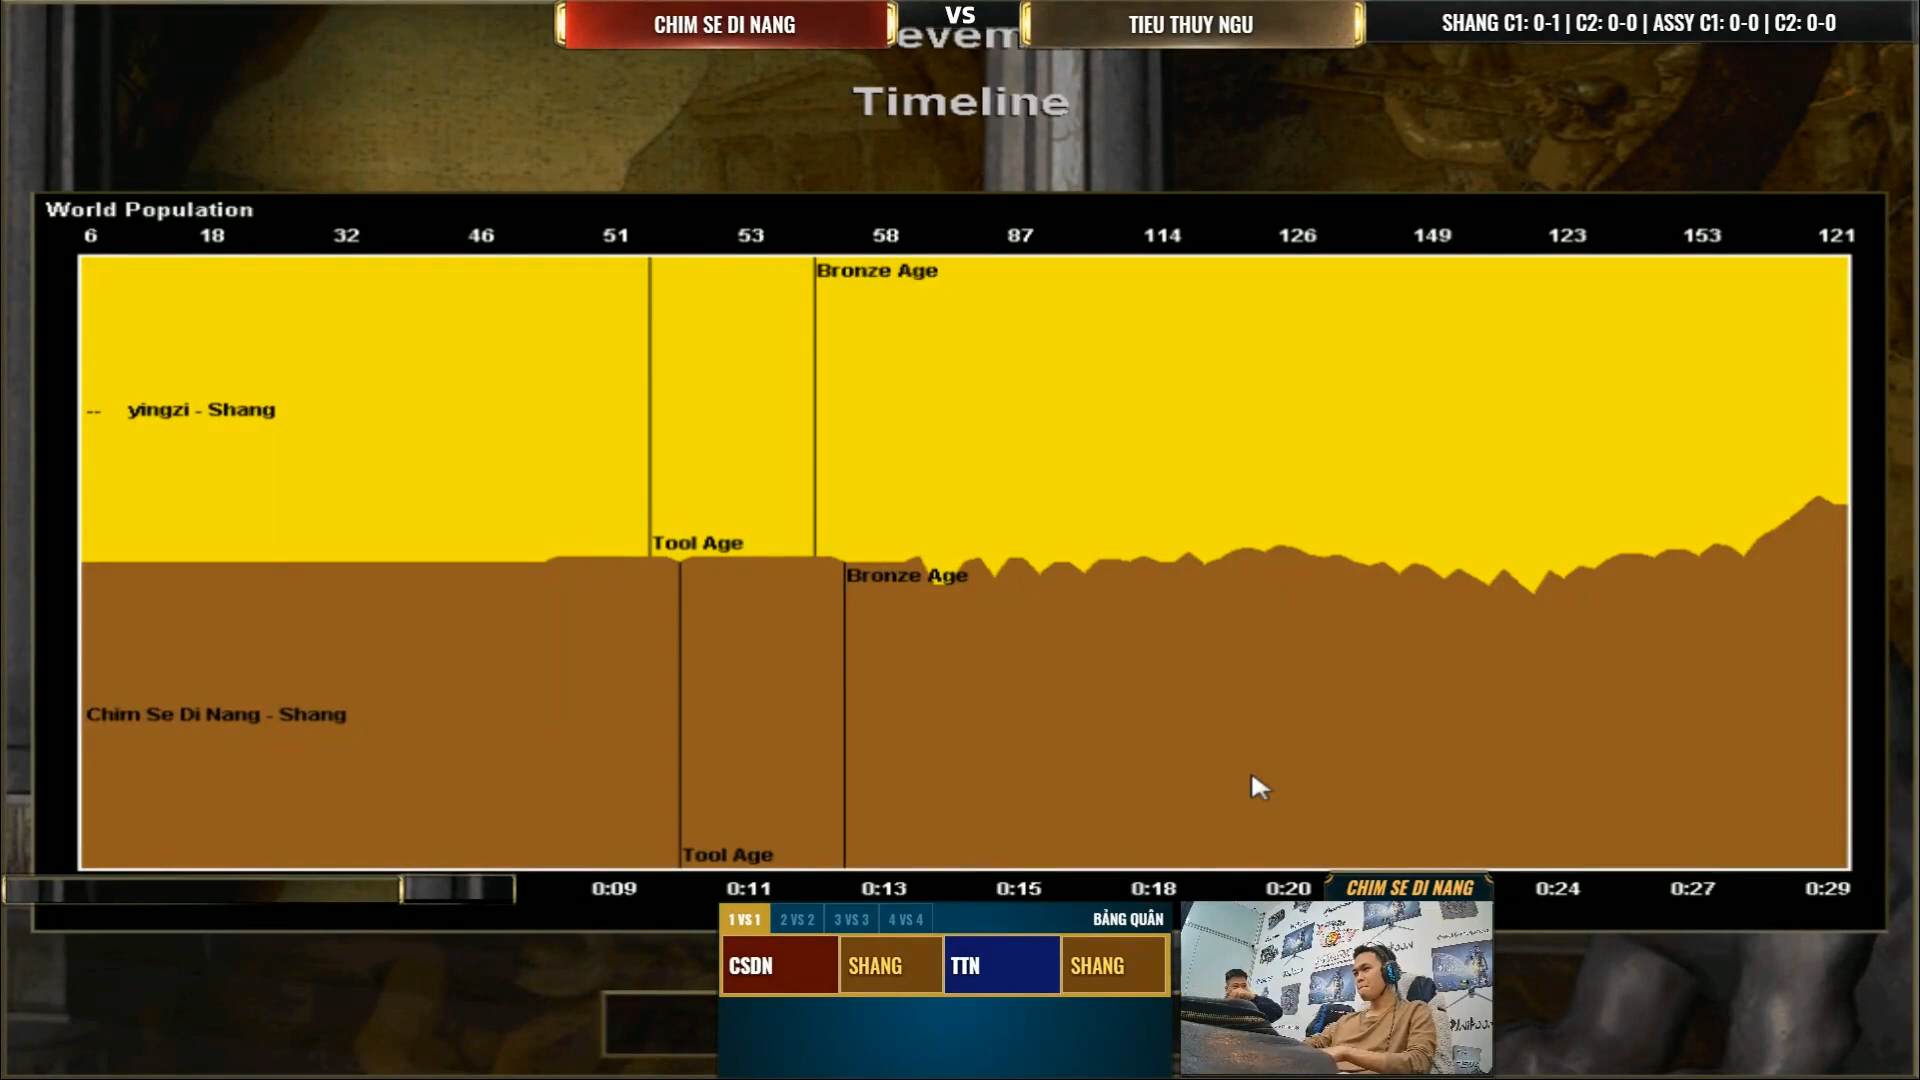 CHIM SE DI NANG
VS
TIEU THUY NGU
SHANG C1: 0-1 | C2: 0-0 | ASSY C1: 0-0 | C2: 0-0
Timeline
World Population
6 18 32 46 51 53 58 87 114 126 149 123 153 121
Bronze Age
-- yingzi - Shang
Tool Age
Bronze Age
Chim Se Di Nang - Shang
Tool Age
0:09 0:11 0:13 0:15 0:18 0:20 0:24 0:27 0:29
CHIM SE DI NANG
1 VS 1 2 VS 2 3 VS 3 4 VS 4 BẢNG QUÂN
CSDN SHANG TTN SHANG